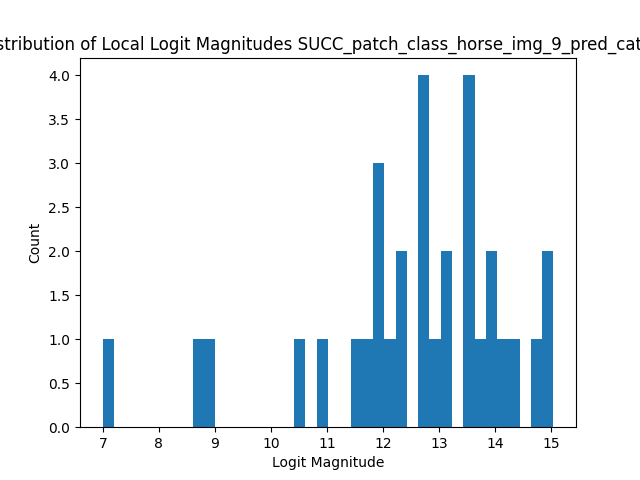 stribution of Local Logit Magnitudes SUCC_patch_class_horse_img_9_pred_cat
4.0
3.5
3.0
2.5
2.0
1.5
1.0
0.5
0.0
Count
7 8 9 10 11 12 13 14 15
Logit Magnitude